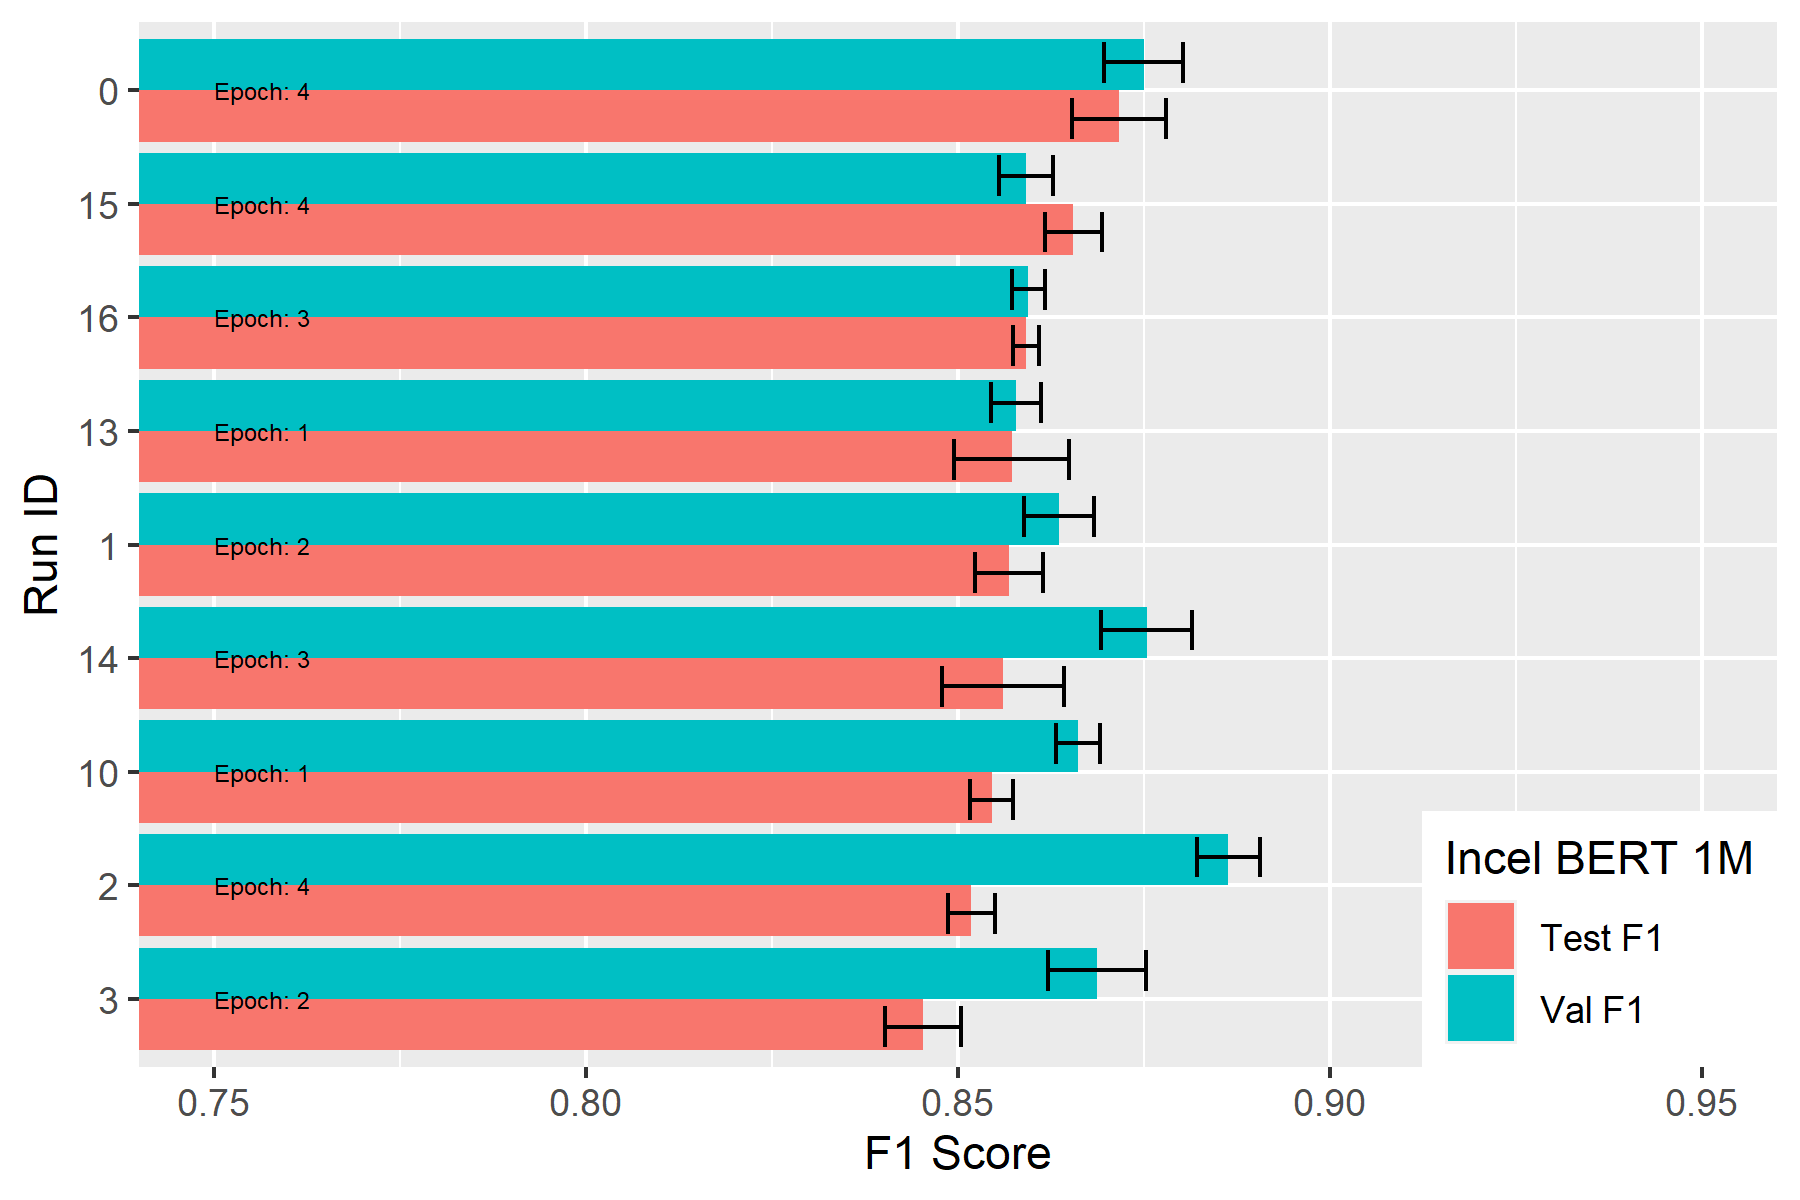 0
Epoch: 4
15
Epoch: 4
16
Epoch: 3
13
Epoch: 1
1
Epoch: 2
14
Epoch: 3
10
Epoch: 1
2
Epoch: 4
3
Epoch: 2
Run ID
Incel BERT 1M
Test F1
Val F1
0.75 0.80 0.85 0.90 0.95
F1 Score